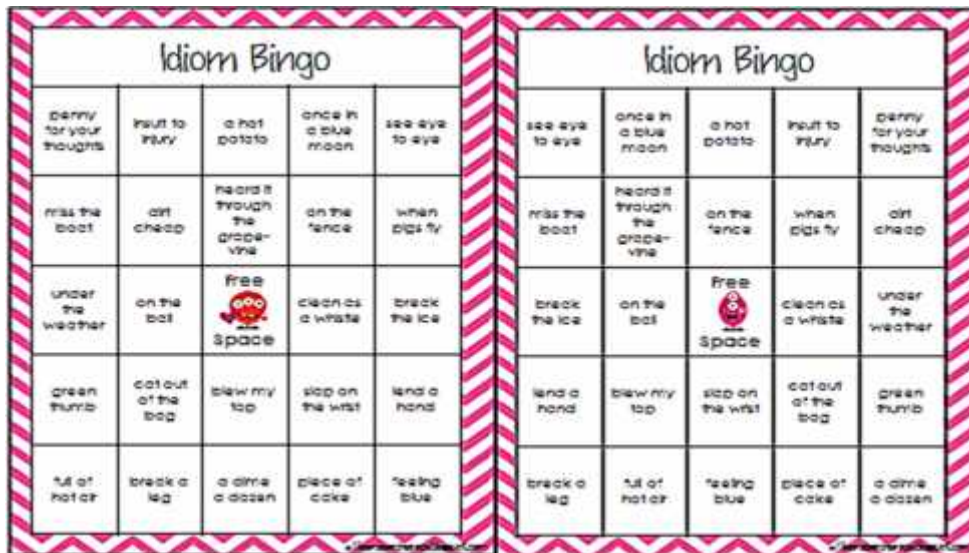 Idiom Bingo
penny
for your
thoughts
insult to
injury
a hot
potato
once in
a blue
moon
see eye
to eye
miss the
boat
dirt
cheap
heard it
through
the
grape-
vine
on the
fence
when
pigs fly
under
the
weather
on the
ball
Free
Space
clean as
a whistle
break
the ice
green
thumb
cat out
of the
bag
blew my
top
slap on
the wrist
lend a
hand
full of
hot air
break a
leg
a dime
a dozen
piece of
cake
feeling
blue
Idiom Bingo
see eye
to eye
once in
a blue
moon
a hot
potato
insult to
injury
penny
for your
thoughts
miss the
boat
heard it
through
the
grape-
vine
on the
fence
when
pigs fly
dirt
cheap
break
the ice
on the
ball
Free
Space
clean as
a whistle
under
the
weather
lend a
hand
blew my
top
slap on
the wrist
cat out
of the
bag
green
thumb
break a
leg
full of
hot air
feeling
blue
piece of
cake
a dime
a dozen